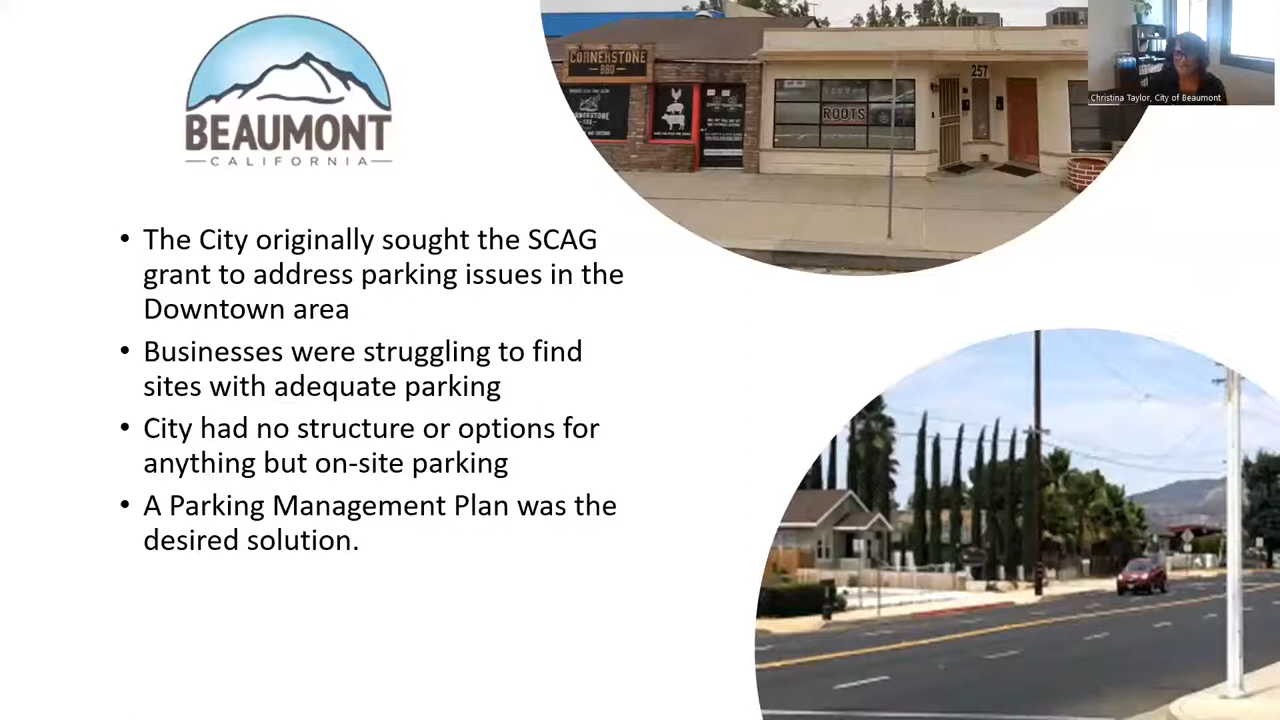 BEAUMONT
CALIFORNIA
CORNERSTONE
BBQ
257
ROOTS
Christina Taylor, City of Beaumont
• The City originally sought the SCAG
grant to address parking issues in the
Downtown area
• Businesses were struggling to find
sites with adequate parking
• City had no structure or options for
anything but on-site parking
• A Parking Management Plan was the
desired solution.